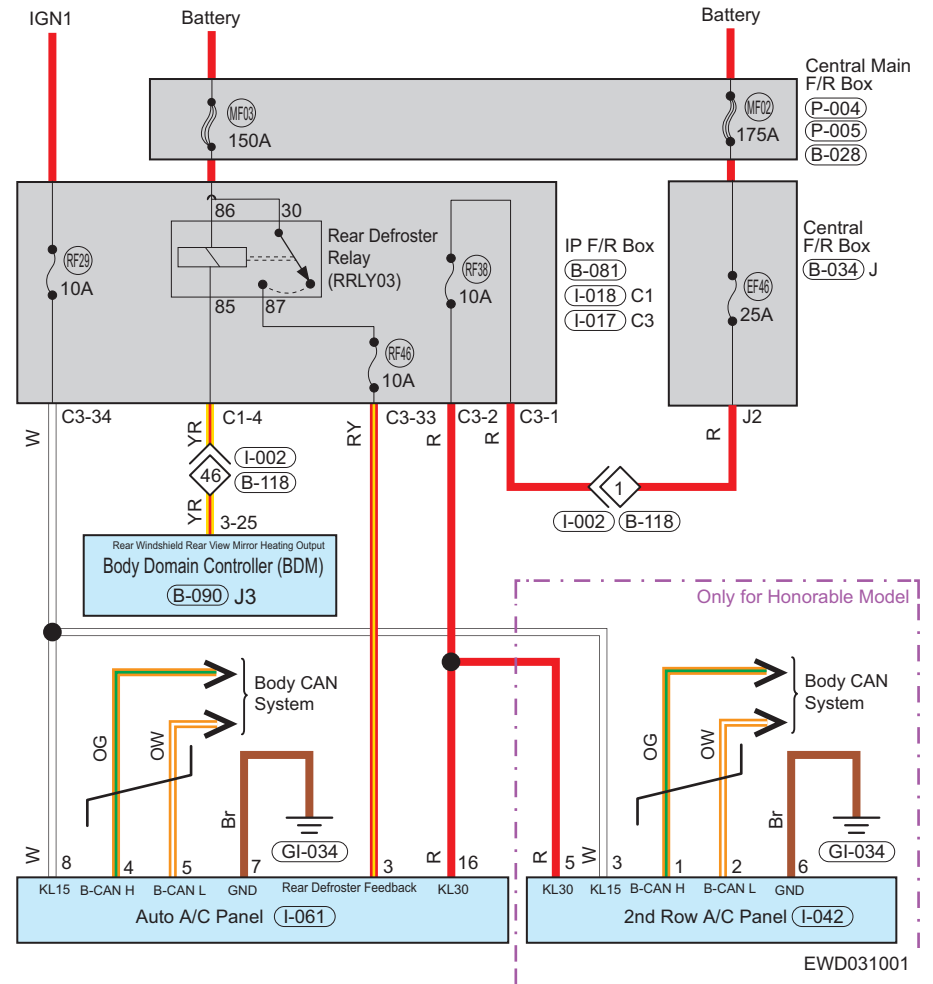 IGN1
Battery
Battery
Central Main
F/R Box
P-004
P-005
B-028
MF03
150A
MF02
175A
86
30
Rear Defroster
Relay
(RRLY03)
85
87
RF29
10A
RF38
10A
RF46
10A
IP F/R Box
B-081
I-018 C1
I-017 C3
Central
F/R Box
B-034 J
EF46
25A
C3-34
C1-4
C3-33
C3-2
C3-1
J2
W
YR
RY
R
R
R
46
I-002
B-118
YR
3-25
1
I-002 B-118
Rear Windshield Rear View Mirror Heating Output
Body Domain Controller (BDM)
B-090 J3
Only for Honorable Model
Body CAN
System
OG
OW
Br
GI-034
Body CAN
System
OG
OW
Br
GI-034
W
8
4
5
7
3
R
16
R
5
W
3
1
2
6
KL15
B-CAN H
B-CAN L
GND
Rear Defroster Feedback
KL30
Auto A/C Panel I-061
KL30
KL15
B-CAN H
B-CAN L
GND
2nd Row A/C Panel I-042
EWD031001